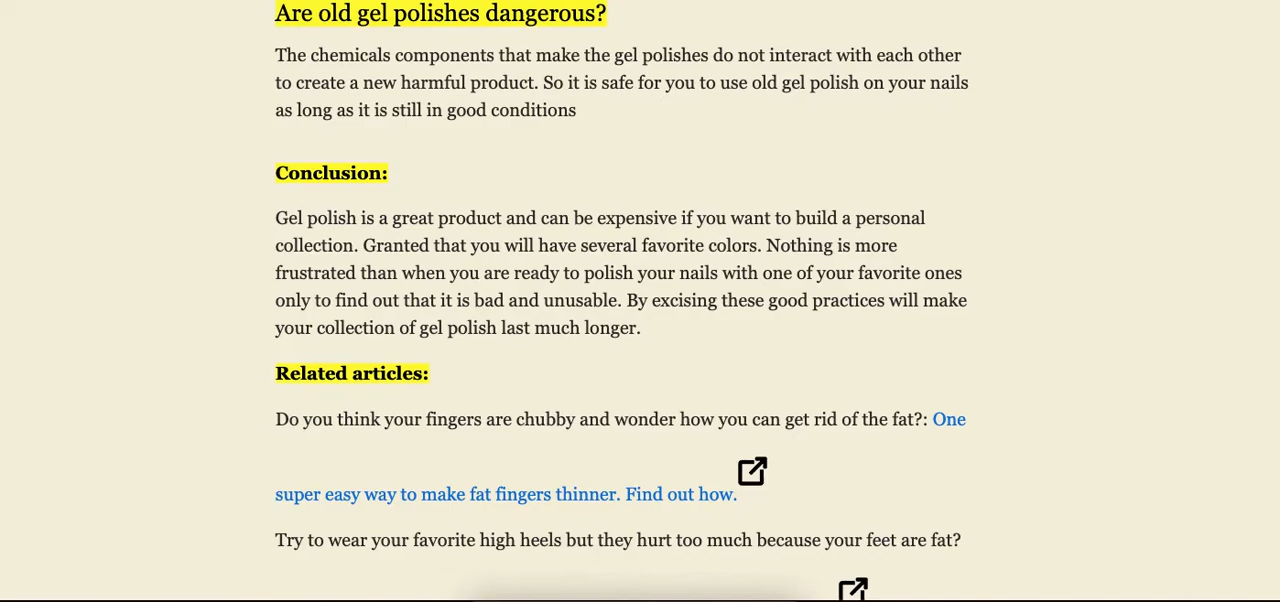 Are old gel polishes dangerous?
The chemicals components that make the gel polishes do not interact with each other
to create a new harmful product. So it is safe for you to use old gel polish on your nails
as long as it is still in good conditions
Conclusion:
Gel polish is a great product and can be expensive if you want to build a personal
collection. Granted that you will have several favorite colors. Nothing is more
frustrated than when you are ready to polish your nails with one of your favorite ones
only to find out that it is bad and unusable. By excising these good practices will make
your collection of gel polish last much longer.
Related articles:
Do you think your fingers are chubby and wonder how you can get rid of the fat?: One
super easy way to make fat fingers thinner. Find out how.
Try to wear your favorite high heels but they hurt too much because your feet are fat?